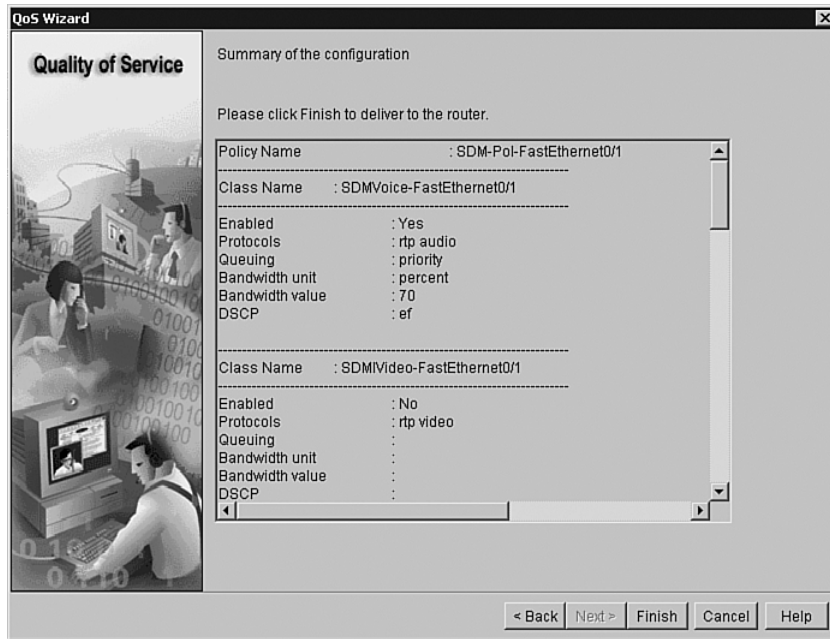 QoS Wizard
Quality of Service
Summary of the configuration
Please click Finish to deliver to the router.
Policy Name : SDM-Pol-FastEthernet0/1
Class Name : SDMVoice-FastEthernet0/1
Enabled : Yes
Protocols : rtp audio
Queuing : priority
Bandwidth unit : percent
Bandwidth value : 70
DSCP : ef
Class Name : SDMIVideo-FastEthernet0/1
Enabled : No
Protocols : rtp video
Queuing :
Bandwidth unit :
Bandwidth value :
DSCP :
< Back Next > Finish Cancel Help